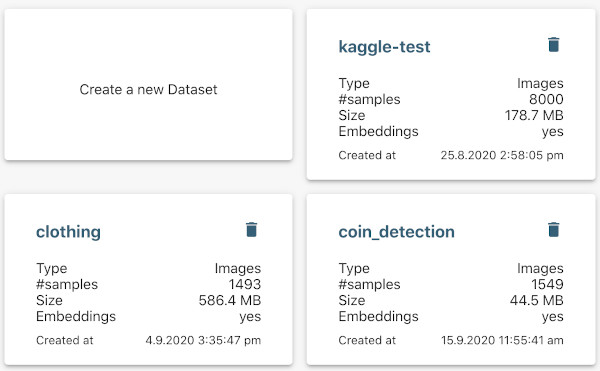 Create a new Dataset
kaggle-test
Type Images
#samples 8000
Size 178.7 MB
Embeddings yes
Created at 25.8.2020 2:58:05 pm
clothing
Type Images
#samples 1493
Size 586.4 MB
Embeddings yes
Created at 4.9.2020 3:35:47 pm
coin_detection
Type Images
#samples 1549
Size 44.5 MB
Embeddings yes
Created at 15.9.2020 11:55:41 am